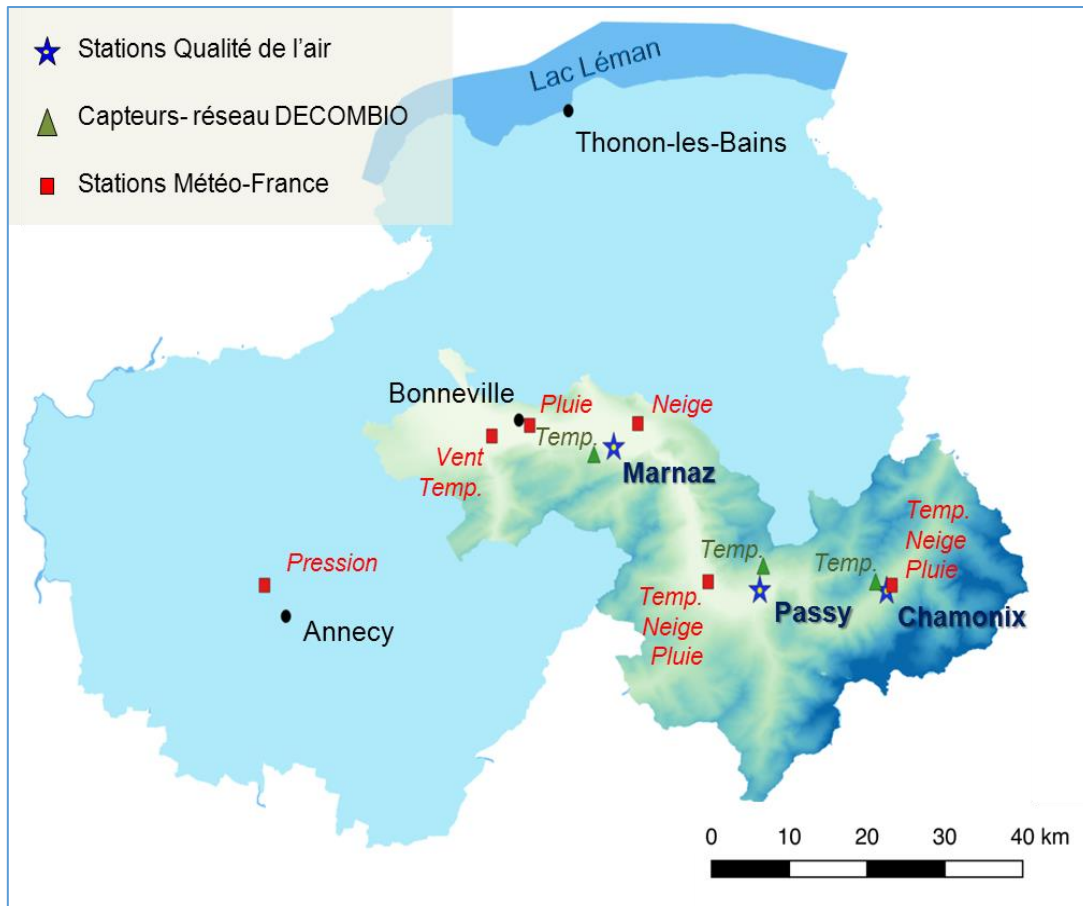 Stations Qualité de l'air
Capteurs- réseau DECOMBIO
Stations Météo-France
Lac Léman
Thonon-les-Bains
Bonneville
Pluie
Neige
Temp.
Vent
Temp.
Marnaz
Pression
Annecy
Temp.
Temp.
Neige
Pluie
Temp.
Temp.
Neige
Pluie
Passy
Chamonix
0 10 20 30 40 km